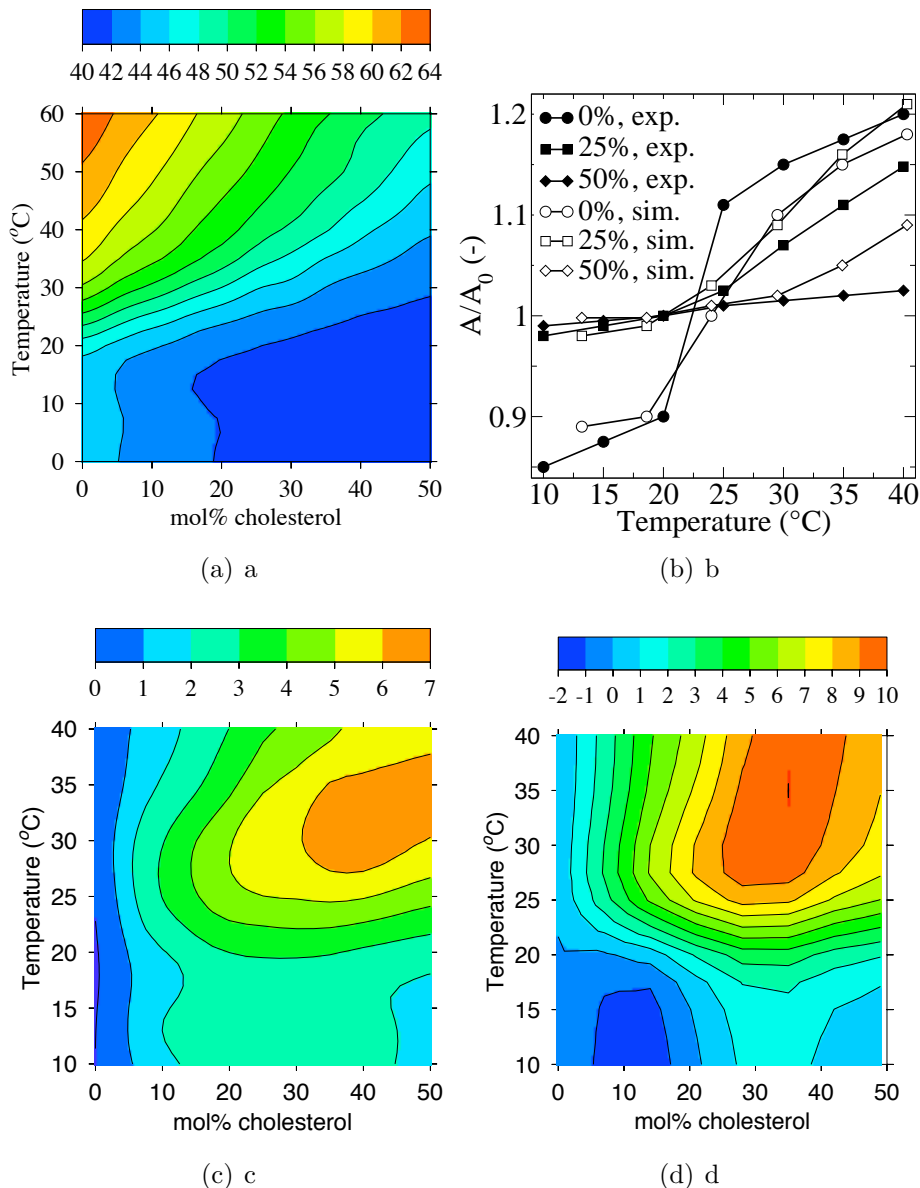 40 42 44 46 48 50 52 54 56 58 60 62 64
60
50
40
30
20
10
0
Temperature (°C)
0 10 20 30 40 50
mol% cholesterol
(a) a
1.2
1.1
1
0.9
A/A0 (-)
0%, exp.
25%, exp.
50%, exp.
0%, sim.
25%, sim.
50%, sim.
10 15 20 25 30 35 40
Temperature (°C)
(b) b
0 1 2 3 4 5 6 7
40
35
30
25
20
15
10
Temperature (°C)
0 10 20 30 40 50
mol% cholesterol
(c) c
-2 -1 0 1 2 3 4 5 6 7 8 9 10
40
35
30
25
20
15
10
Temperature (°C)
0 10 20 30 40 50
mol% cholesterol
(d) d